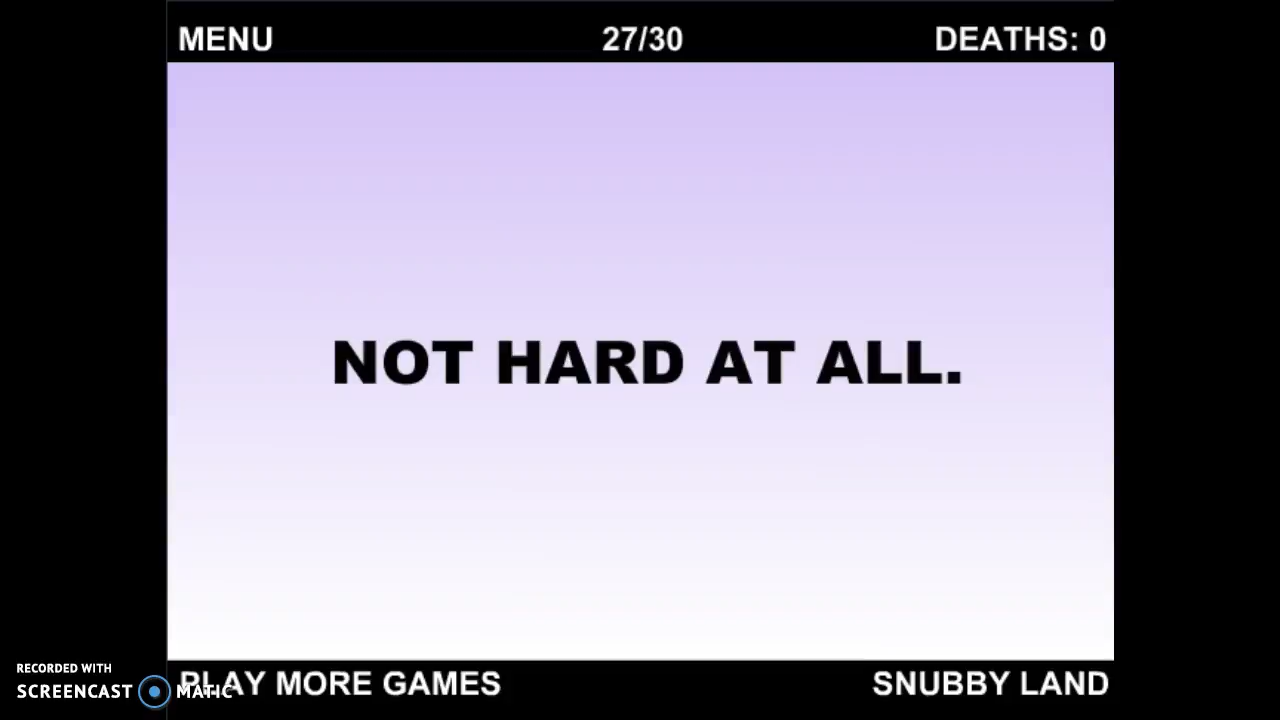 MENU 27/30 DEATHS: 0
NOT HARD AT ALL.
RECORDED WITH
SCREENCAST MATIC
PLAY MORE GAMES SNUBBY LAND